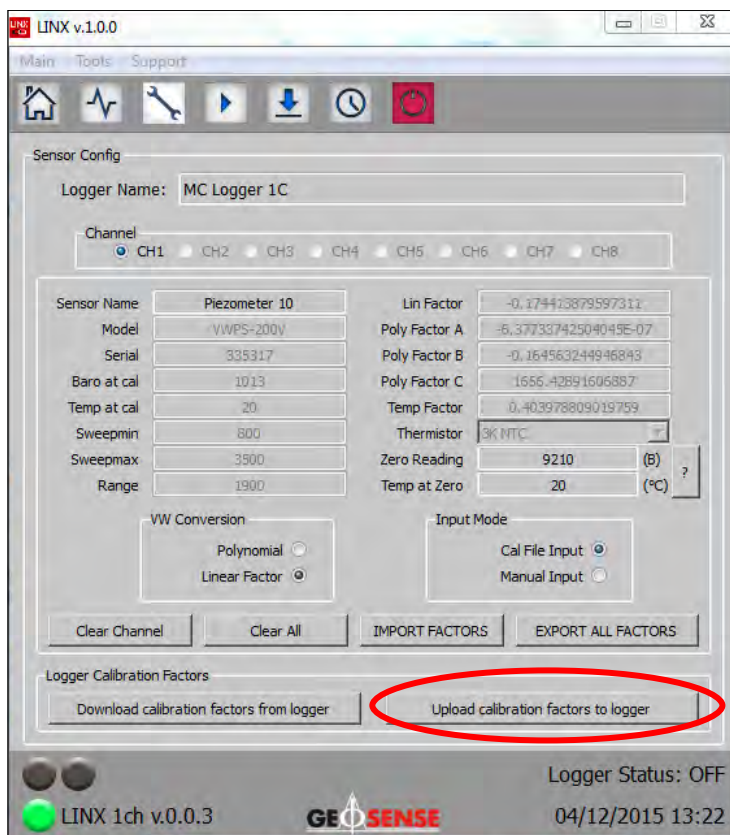 LINX v.1.0.0
Main Tools Support
Sensor Config
Logger Name: MC Logger 1C
Channel
CH1 CH2 CH3 CH4 CH5 CH6 CH7 CH8
Sensor Name Piezometer 10 Lin Factor -0.174413879597311
Model VWPS-200V Poly Factor A -6.37733742504045E-07
Serial 335317 Poly Factor B -0.164563244946843
Baro at cal 1013 Poly Factor C 1656.42891606887
Temp at cal 20 Temp Factor 0.403978809019759
Sweepmin 800 Thermistor 3K NTC
Sweepmax 3500 Zero Reading 9210 (B) ?
Range 1900 Temp at Zero 20 (°C)
VW Conversion Input Mode
Polynomial Cal File Input
Linear Factor Manual Input
Clear Channel Clear All IMPORT FACTORS EXPORT ALL FACTORS
Logger Calibration Factors
Download calibration factors from logger Upload calibration factors to logger
Logger Status: OFF
LINX 1ch v.0.0.3 GEOSENSE 04/12/2015 13:22